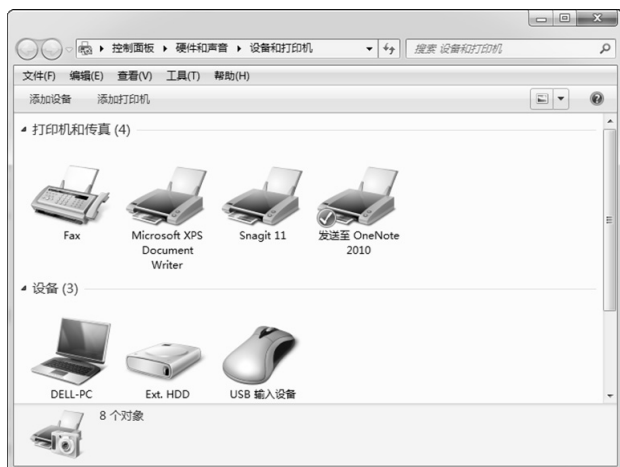 控制面板 ▸ 硬件和声音 ▸ 设备和打印机
搜索 设备和打印机
文件(F) 编辑(E) 查看(V) 工具(T) 帮助(H)
添加设备 添加打印机
打印机和传真 (4)
Fax
Microsoft XPS
Document
Writer
Snagit 11
发送至 OneNote
2010
设备 (3)
DELL-PC
Ext. HDD
USB 输入设备
8 个对象